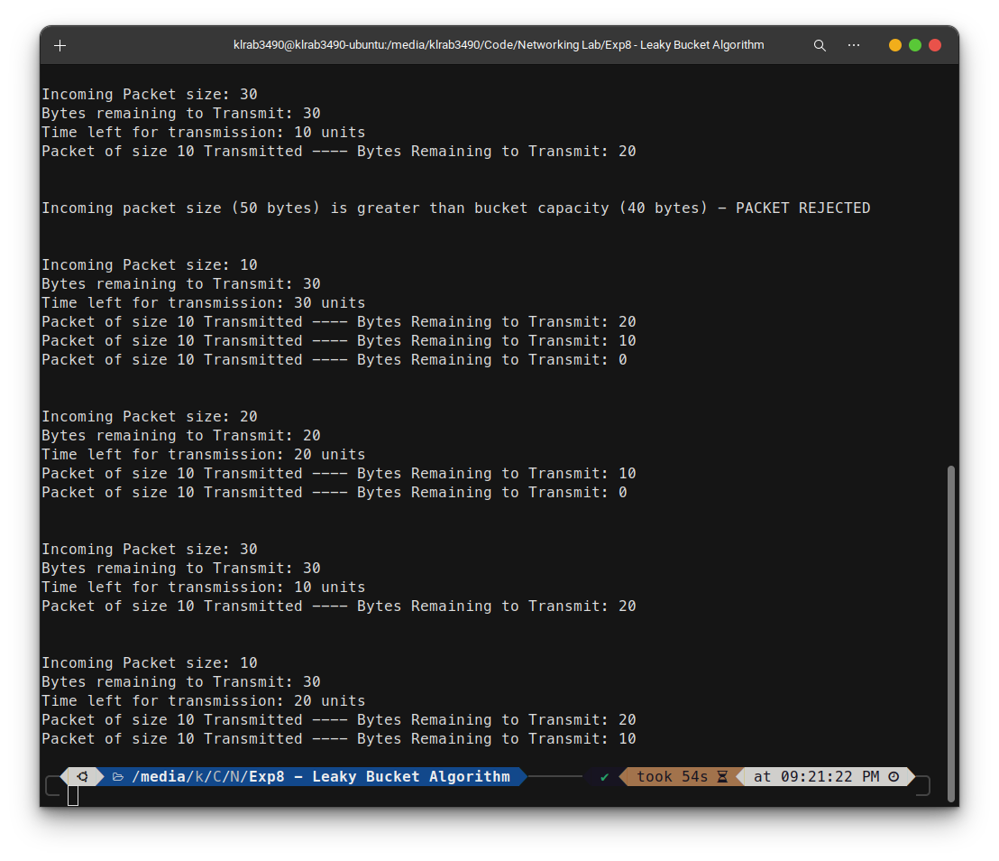 klrab3490@klrab3490-ubuntu:/media/klrab3490/Code/Networking Lab/Exp8 - Leaky Bucket Algorithm
Incoming Packet size: 30
Bytes remaining to Transmit: 30
Time left for transmission: 10 units
Packet of size 10 Transmitted ---- Bytes Remaining to Transmit: 20
Incoming packet size (50 bytes) is greater than bucket capacity (40 bytes) - PACKET REJECTED
Incoming Packet size: 10
Bytes remaining to Transmit: 30
Time left for transmission: 30 units
Packet of size 10 Transmitted ---- Bytes Remaining to Transmit: 20
Packet of size 10 Transmitted ---- Bytes Remaining to Transmit: 10
Packet of size 10 Transmitted ---- Bytes Remaining to Transmit: 0
Incoming Packet size: 20
Bytes remaining to Transmit: 20
Time left for transmission: 20 units
Packet of size 10 Transmitted ---- Bytes Remaining to Transmit: 10
Packet of size 10 Transmitted ---- Bytes Remaining to Transmit: 0
Incoming Packet size: 30
Bytes remaining to Transmit: 30
Time left for transmission: 10 units
Packet of size 10 Transmitted ---- Bytes Remaining to Transmit: 20
Incoming Packet size: 10
Bytes remaining to Transmit: 30
Time left for transmission: 20 units
Packet of size 10 Transmitted ---- Bytes Remaining to Transmit: 20
Packet of size 10 Transmitted ---- Bytes Remaining to Transmit: 10
/media/k/C/N/Exp8 - Leaky Bucket Algorithm ✔ took 54s at 09:21:22 PM